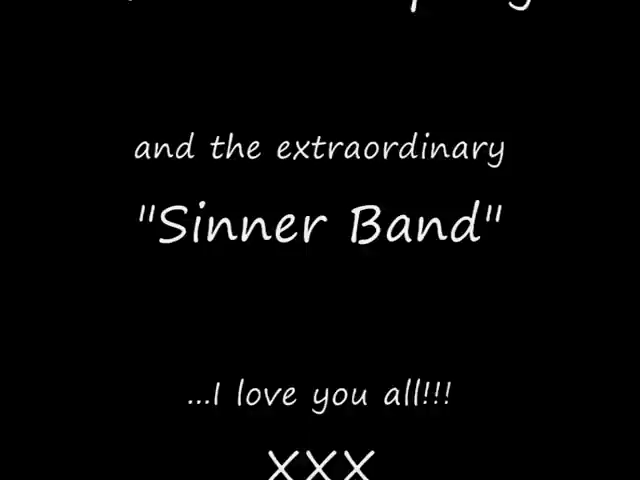 and the extraordinary
"Sinner Band"
...I love you all!!!
XXX